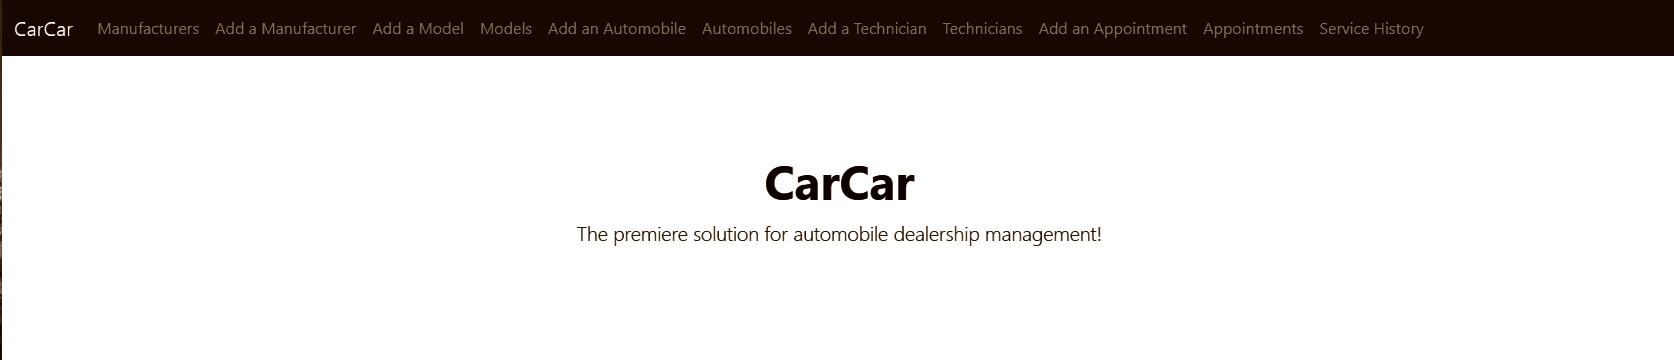 CarCar Manufacturers Add a Manufacturer Add a Model Models Add an Automobile Automobiles Add a Technician Technicians Add an Appointment Appointments Service History
CarCar
The premiere solution for automobile dealership management!